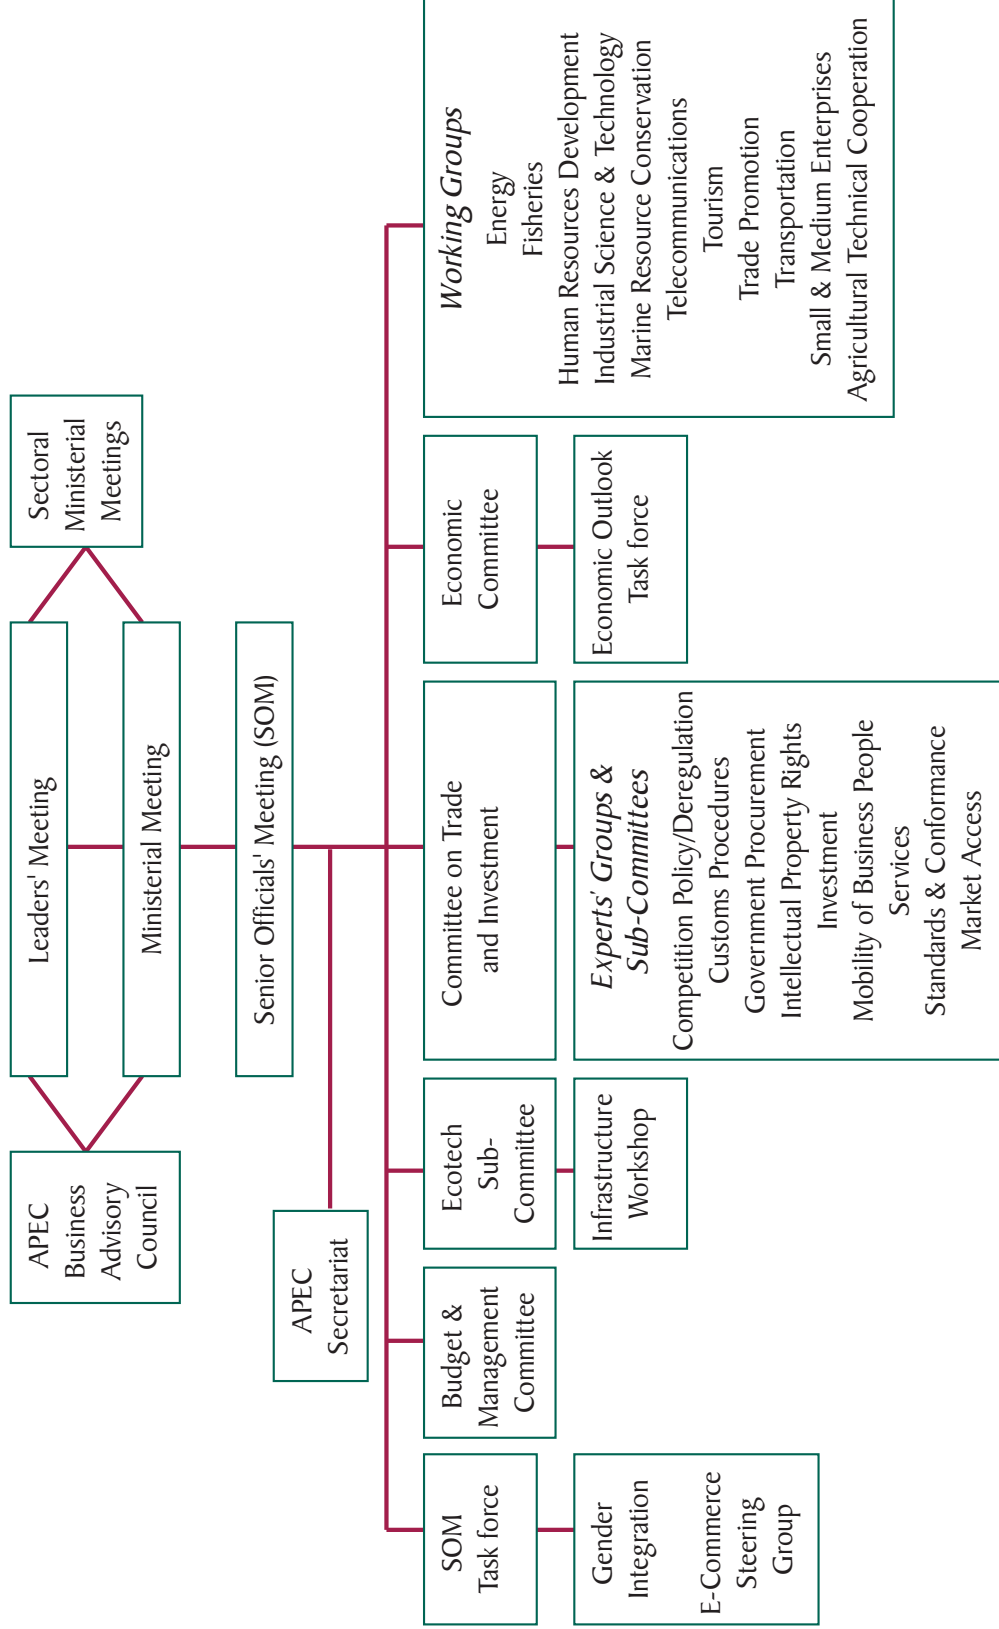 Leaders' Meeting
Ministerial Meeting
APEC
Business
Advisory
Council
Sectoral
Ministerial
Meetings
Senior Officials' Meeting (SOM)
APEC
Secretariat
SOM
Task force
Gender
Integration
E-Commerce
Steering
Group
Budget &
Management
Committee
Ecotech
Sub-
Committee
Infrastructure
Workshop
Committee on Trade
and Investment
Experts' Groups &
Sub-Committees
Competition Policy/Deregulation
Customs Procedures
Government Procurement
Intellectual Property Rights
Investment
Mobility of Business People
Services
Standards & Conformance
Market Access
Economic
Committee
Economic Outlook
Task force
Working Groups
Energy
Fisheries
Human Resources Development
Industrial Science & Technology
Marine Resource Conservation
Telecommunications
Tourism
Trade Promotion
Transportation
Small & Medium Enterprises
Agricultural Technical Cooperation